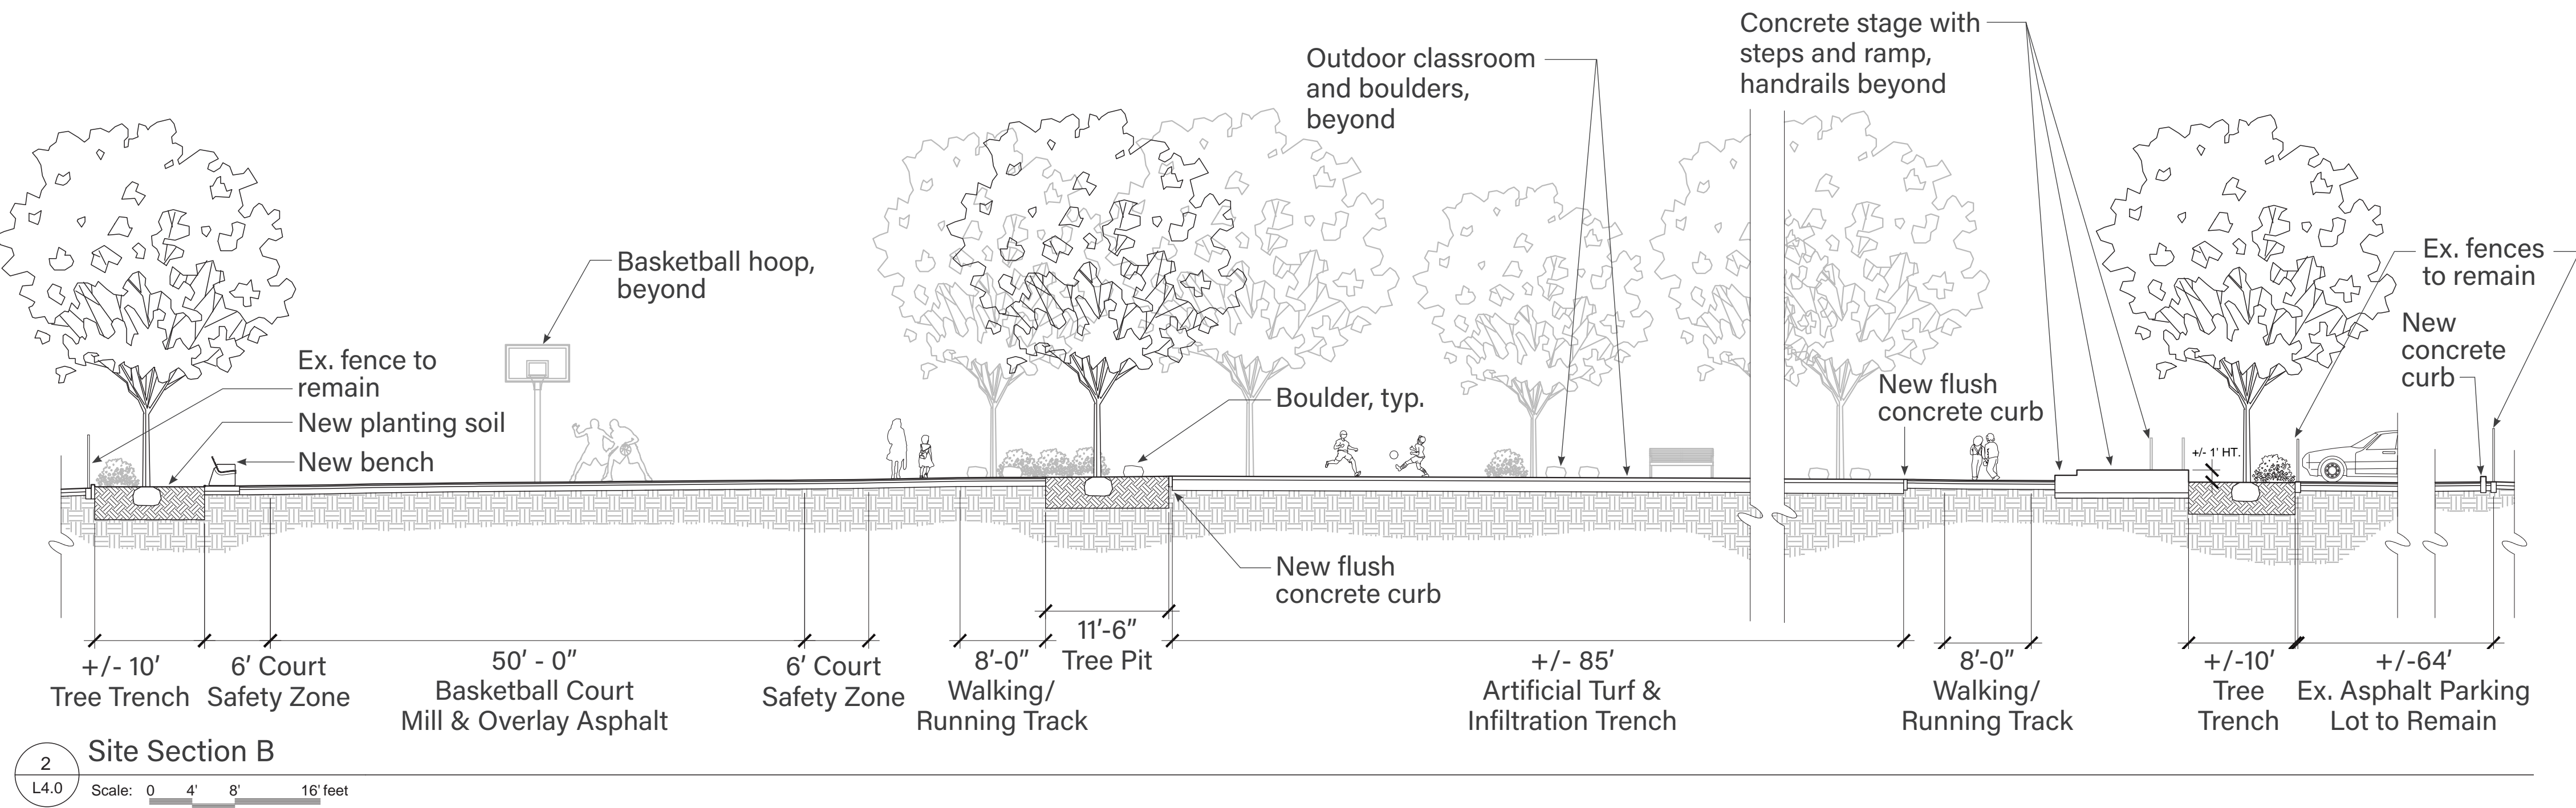 Concrete stage with
steps and ramp,
handrails beyond
Outdoor classroom
and boulders,
beyond
Basketball hoop,
beyond
Ex. fences
to remain
New
concrete
curb
Ex. fence to
remain
New planting soil
New bench
Boulder, typ.
New flush
concrete curb
+/- 1' HT.
New flush
concrete curb
+/- 10’
Tree Trench
6’ Court
Safety Zone
50’ - 0”
Basketball Court
Mill & Overlay Asphalt
6’ Court
Safety Zone
8’-0”
Walking/
Running Track
11’-6”
Tree Pit
+/- 85’
Artificial Turf &
Infiltration Trench
8’-0”
Walking/
Running Track
+/-10’
Tree
Trench
+/-64’
Ex. Asphalt Parking
Lot to Remain
2
L4.0
Site Section B
Scale: 0 4' 8' 16' feet